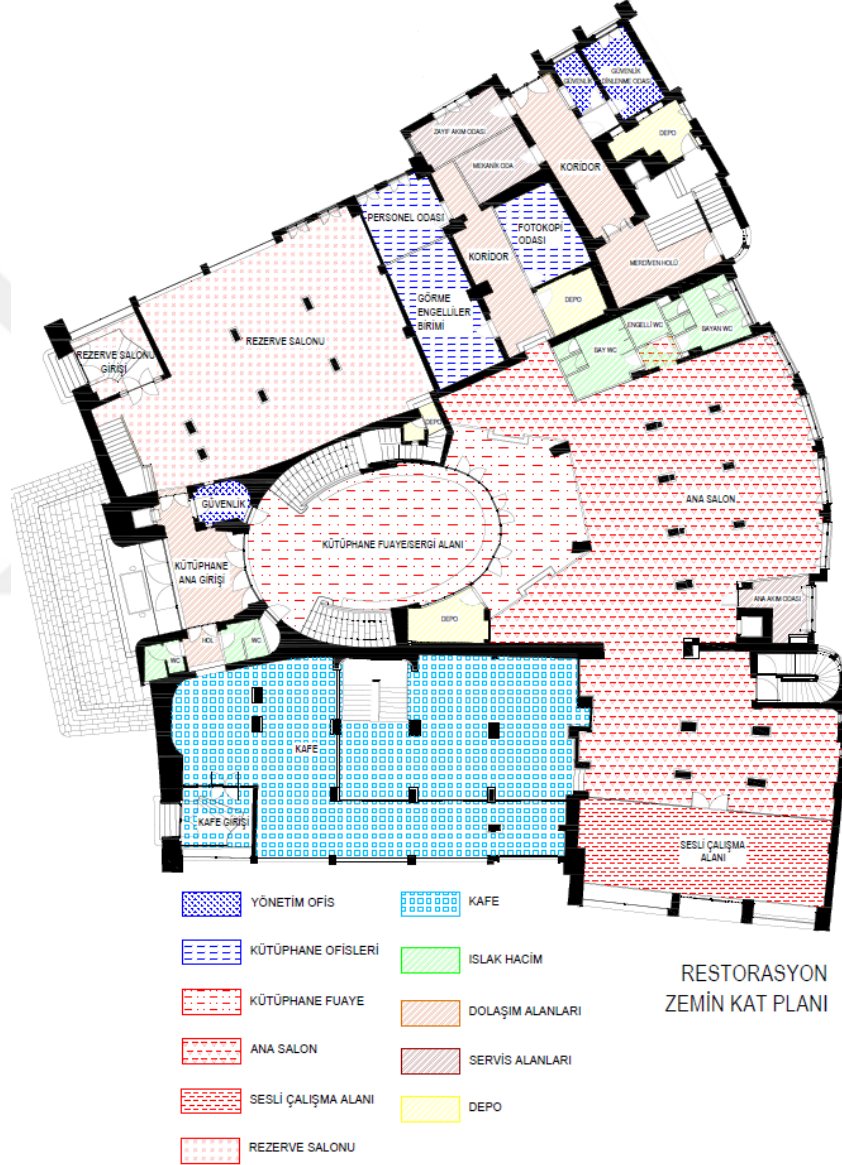 GÜVENLİK
DİNLENME ODASI
GÜVENLİK
ZAYIF AKIM ODASI
DEPO
MEKANİK ODA
KORİDOR
PERSONEL ODASI
FOTOKOPİ
ODASI
KORİDOR
MERDİVEN HOLÜ
GÖRME
ENGELLİLER
BİRİMİ
DEPO
ENGELLİ WC
BAYAN WC
REZERVE SALONU
BAY WC
REZERVE SALONU
GİRİŞİ
DEPO
ANA SALON
GÜVENLİK
KÜTÜPHANE FUAYE/SERGİ ALANI
KÜTÜPHANE
ANA GİRİŞİ
ANA AKIM ODASI
DEPO
HOL
WC
WC
KAFE
KAFE GİRİŞİ
SESLİ ÇALIŞMA
ALANI
YÖNETİM OFİS
KAFE
KÜTÜPHANE OFİSLERİ
ISLAK HACİM
RESTORASYON
ZEMİN KAT PLANI
KÜTÜPHANE FUAYE
DOLAŞIM ALANLARI
ANA SALON
SERVİS ALANLARI
SESLİ ÇALIŞMA ALANI
DEPO
REZERVE SALONU